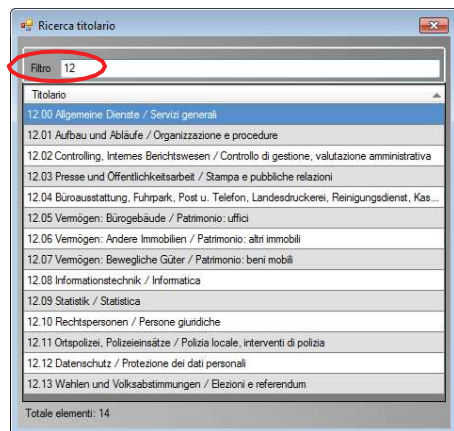 Ricerca titolario
Filtro 12
Titolario
12.00 Allgemeine Dienste / Servizi generali
12.01 Aufbau und Abläufe / Organizzazione e procedure
12.02 Controlling, Internes Berichtswesen / Controllo di gestione, valutazione amministrativa
12.03 Presse und Öffentlichkeitsarbeit / Stampa e pubbliche relazioni
12.04 Büroausstattung, Fuhrpark, Post u. Telefon, Landesdruckerei, Reinigungsdienst, Kas...
12.05 Vermögen: Bürogebäude / Patrimonio: uffici
12.06 Vermögen: Andere Immobilien / Patrimonio: altri immobili
12.07 Vermögen: Bewegliche Güter / Patrimonio: beni mobili
12.08 Informationstechnik / Informatica
12.09 Statistik / Statistica
12.10 Rechtspersonen / Persone giuridiche
12.11 Ortspolizei, Polizeieinsätze / Polizia locale, interventi di polizia
12.12 Datenschutz / Protezione dei dati personali
12.13 Wahlen und Volksabstimmungen / Elezioni e referendum
Totale elementi: 14